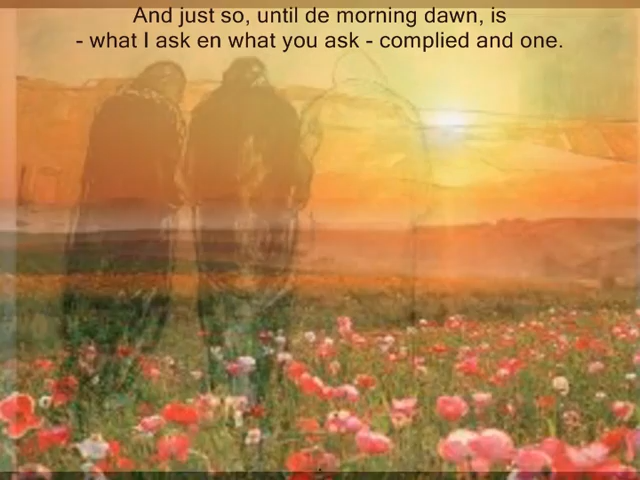 And just so, until de morning dawn, is
- what I ask en what you ask - complied and one.